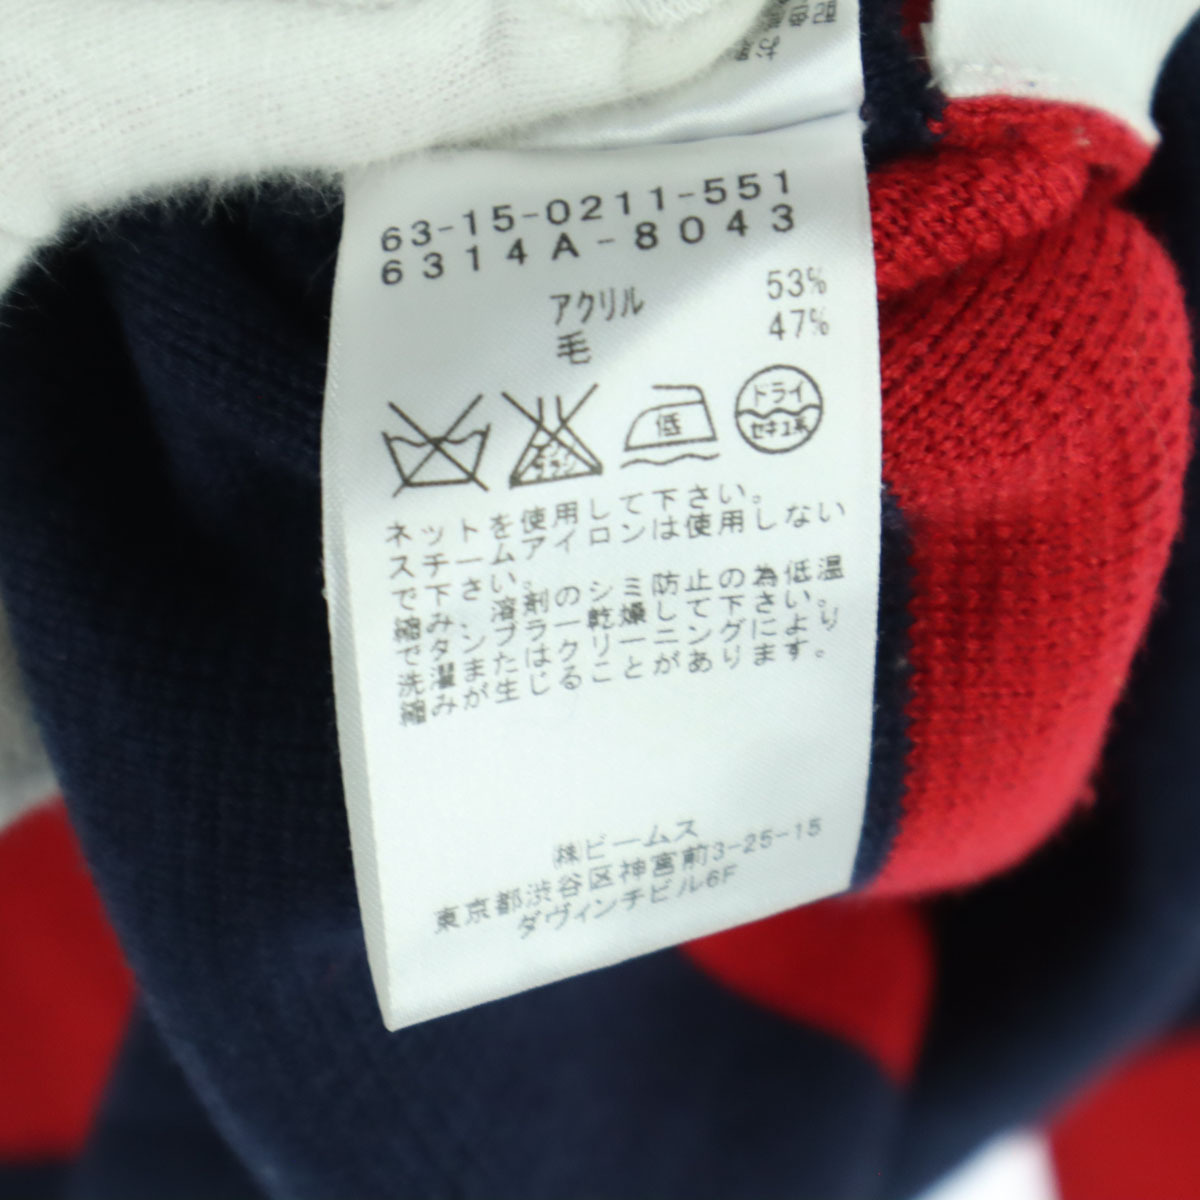 63-15-0211-551
6314A-8043
アクリル 53%
毛 47%
低
ドライ
セキユ系
ネットを使用して下さい。
スチームアイロンは使用しない
で下さい。
縮み、溶剤のシミ防止の為低温
でタンブラー乾燥して下さい。
洗濯またはクリーニングにより
縮みが生じることがあります。
㈱ビームス
東京都渋谷区神宮前3-25-15
ダヴィンチビル6F